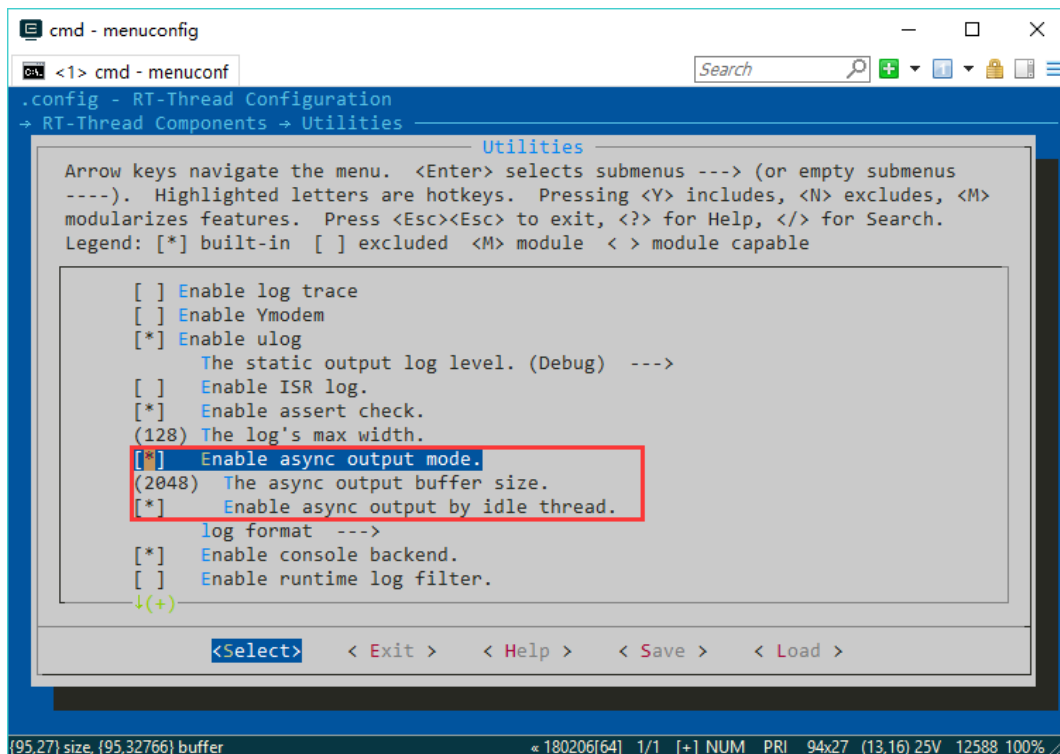 cmd - menuconfig
<1> cmd - menuconf
Search
.config - RT-Thread Configuration
→ RT-Thread Components → Utilities
Utilities
Arrow keys navigate the menu. <Enter> selects submenus ---> (or empty submenus
----). Highlighted letters are hotkeys. Pressing <Y> includes, <N> excludes, <M>
modularizes features. Press <Esc><Esc> to exit, <?> for Help, </> for Search.
Legend: [*] built-in [ ] excluded <M> module < > module capable
[ ] Enable log trace
[ ] Enable Ymodem
[*] Enable ulog
The static output log level. (Debug) --->
[ ] Enable ISR log.
[*] Enable assert check.
(128) The log's max width.
[*] Enable async output mode.
(2048) The async output buffer size.
[*] Enable async output by idle thread.
log format --->
[*] Enable console backend.
[ ] Enable runtime log filter.
↓(+)
<Select> < Exit > < Help > < Save > < Load >
{95,27} size, {95,32766} buffer « 180206[64] 1/1 [+] NUM PRI 94x27 (13,16) 25V 12588 100%